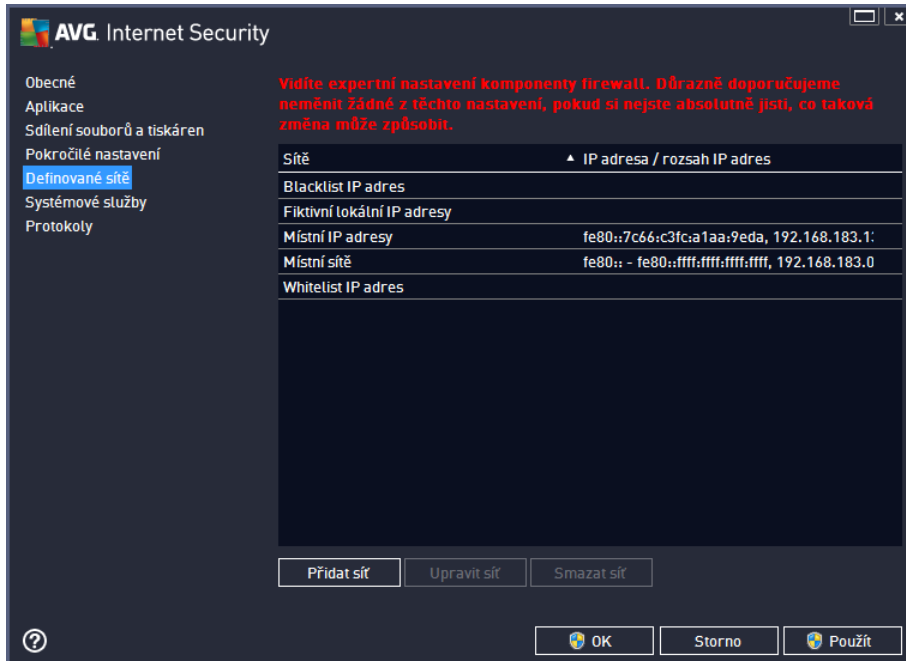 AVG. Internet Security
Obecné
Aplikace
Sdílení souborů a tiskáren
Pokročilé nastavení
Definované sítě
Systémové služby
Protokoly
Vidíte expertní nastavení komponenty firewall. Důrazně doporučujeme
neměnit žádné z těchto nastavení, pokud si nejste absolutně jisti, co taková
změna může způsobit.
Sítě IP adresa / rozsah IP adres
Blacklist IP adres
Fiktivní lokální IP adresy
Místní IP adresy fe80::7c66:c3fc:a1aa:9eda, 192.168.183.1
Místní sítě fe80:: - fe80::ffff:ffff:ffff:ffff, 192.168.183.0
Whitelist IP adres
Přidat síť Upravit síť Smazat síť
? OK Storno Použít